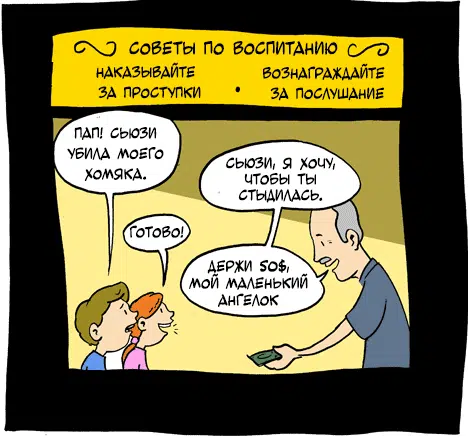 СОВЕТЫ ПО ВОСПИТАНИЮ
НАКАЗЫВАЙТЕ
ЗА ПРОСТУПКИ
•
ВОЗНАГРАЖДАЙТЕ
ЗА ПОСЛУШАНИЕ
ПАП! СЬЮЗИ
УБИЛА МОЕГО
ХОМЯКА.
СЬЮЗИ, Я ХОЧУ,
ЧТОБЫ ТЫ
СТЫДИЛАСЬ.
ГОТОВО!
ДЕРЖИ 50$,
МОЙ МАЛЕНЬКИЙ
АНГЕЛОК